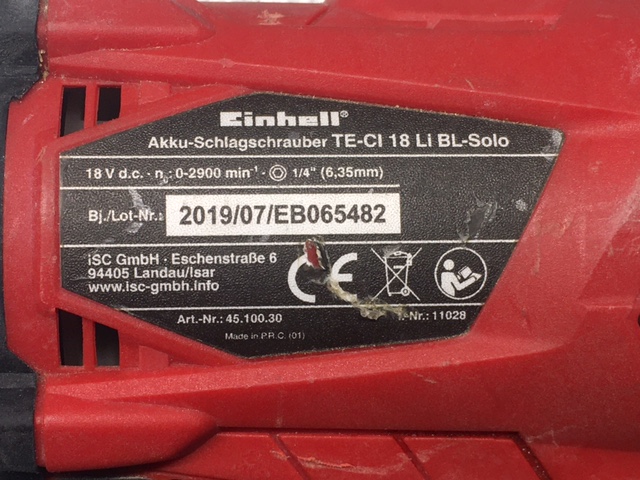 Einhell®
Akku-Schlagschrauber TE-CI 18 Li BL-Solo
18 V d.c. · n₀: 0-2900 min⁻¹ · 1/4" (6,35mm)
Bj./Lot-Nr.: 2019/07/EB065482
iSC GmbH · Eschenstraße 6
94405 Landau/Isar
www.isc-gmbh.info
CE
Art.-Nr.: 45.100.30
.-Nr.: 11028
Made in P.R.C. (01)